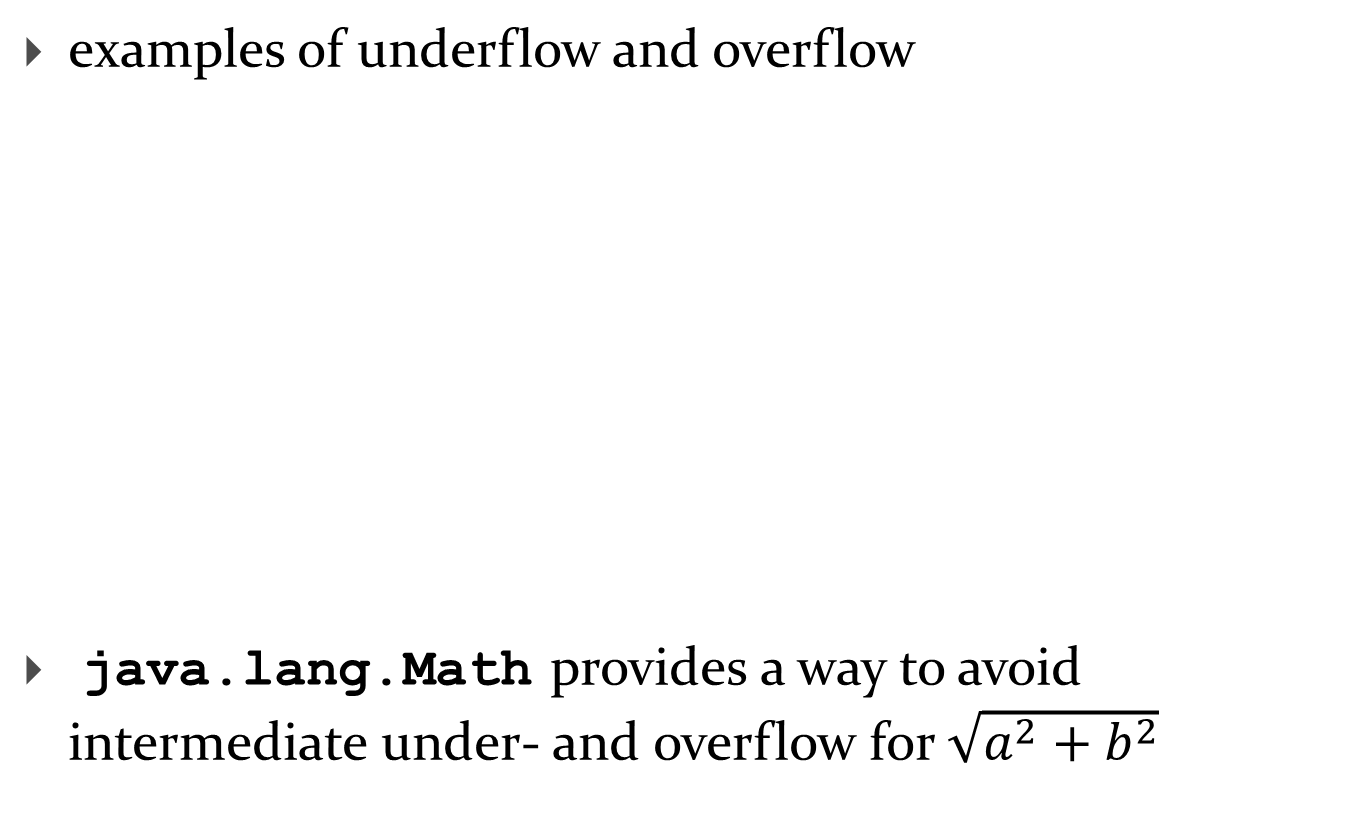 examples of underflow and overflow
java.lang.Math provides a way to avoid
intermediate under- and overflow for √a² + b²